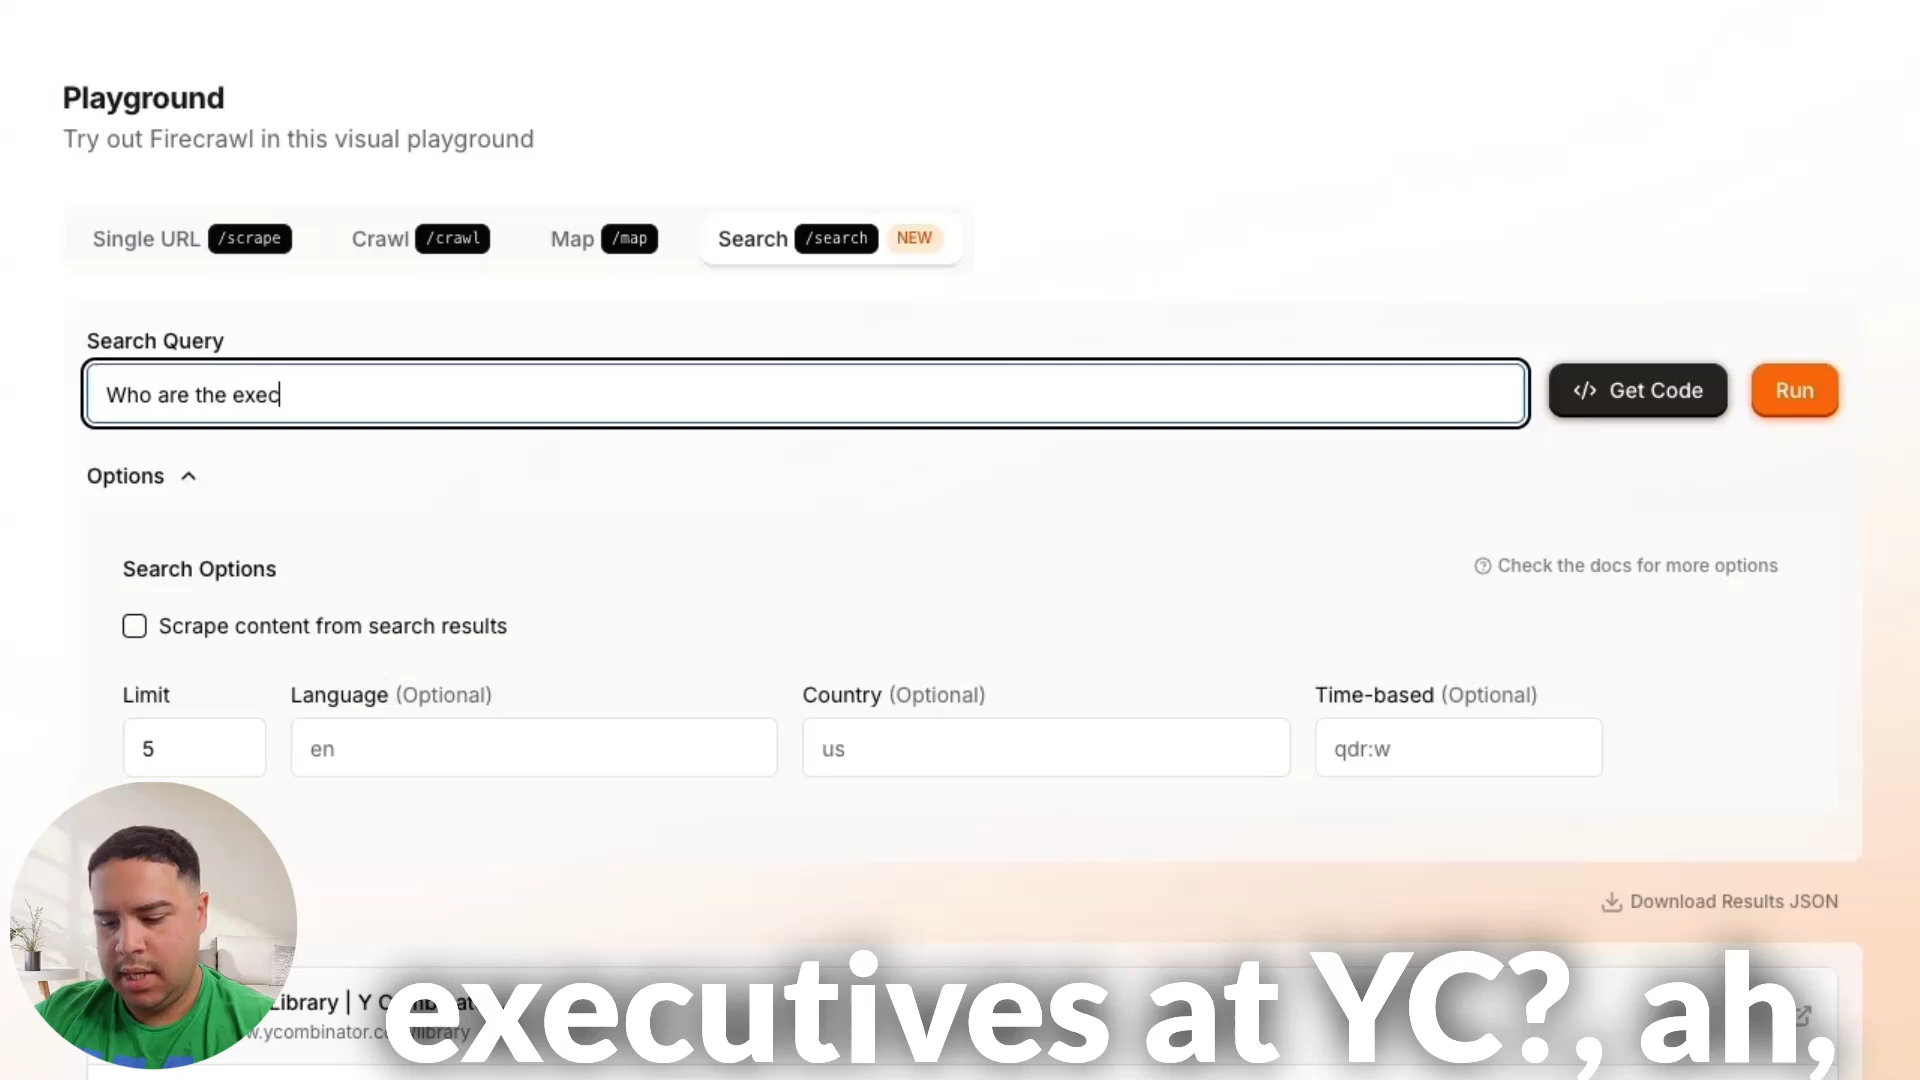 Playground
Try out Firecrawl in this visual playground
Single URL /scrape Crawl /crawl Map /map Search /search NEW
Search Query
Who are the exec
</> Get Code Run
Options
Search Options
Check the docs for more options
Scrape content from search results
Limit Language (Optional) Country (Optional) Time-based (Optional)
5 en us qdr:w
Download Results JSON
Library | Y
executives at YC?, ah,